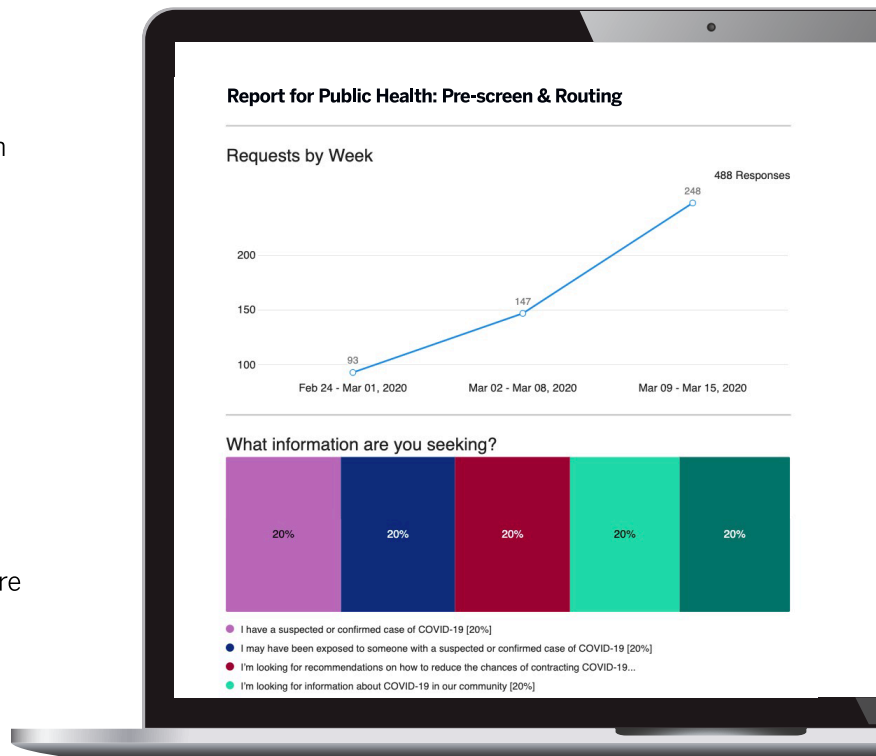 Report for Public Health: Pre-screen & Routing
Requests by Week
488 Responses
248
200
147
150
93
100
Feb 24 - Mar 01, 2020 Mar 02 - Mar 08, 2020 Mar 09 - Mar 15, 2020
What information are you seeking?
20% 20% 20% 20% 20%
I have a suspected or confirmed case of COVID-19 [20%]
I may have been exposed to someone with a suspected or confirmed case of COVID-19 [20%]
I'm looking for recommendations on how to reduce the chances of contracting COVID-19...
I'm looking for information about COVID-19 in our community [20%]